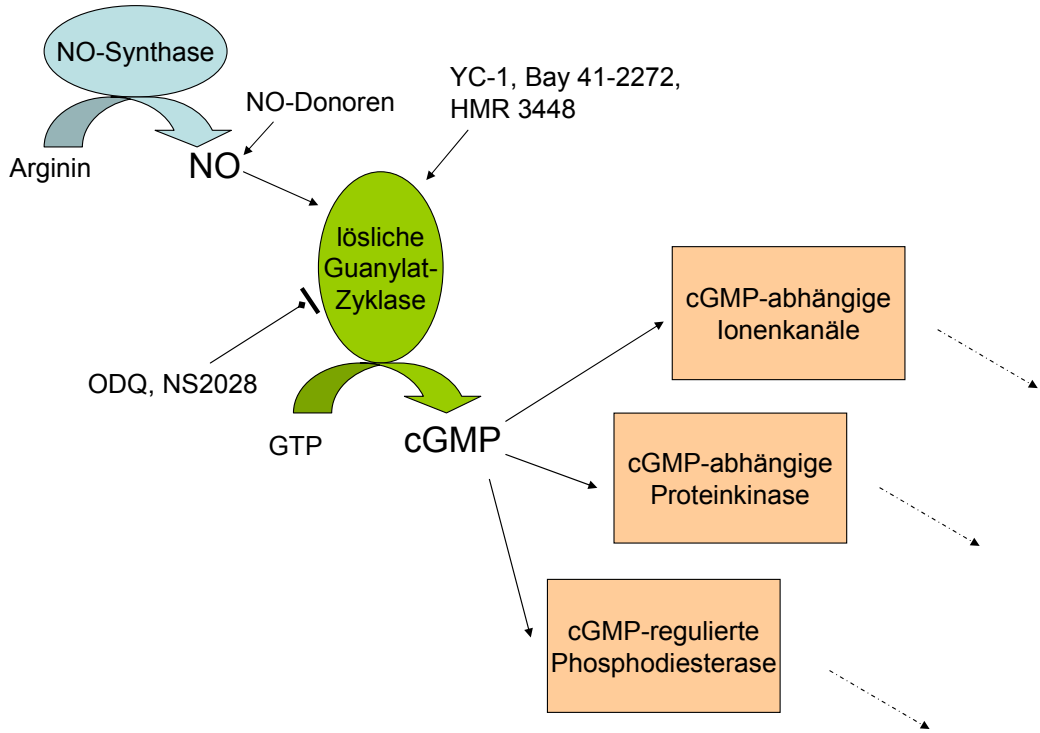 NO-Synthase
YC-1, Bay 41-2272,
HMR 3448
NO-Donoren
Arginin
NO
lösliche
Guanylat-
Zyklase
cGMP-abhängige
Ionenkanäle
ODQ, NS2028
GTP
cGMP
cGMP-abhängige
Proteinkinase
cGMP-regulierte
Phosphodiesterase